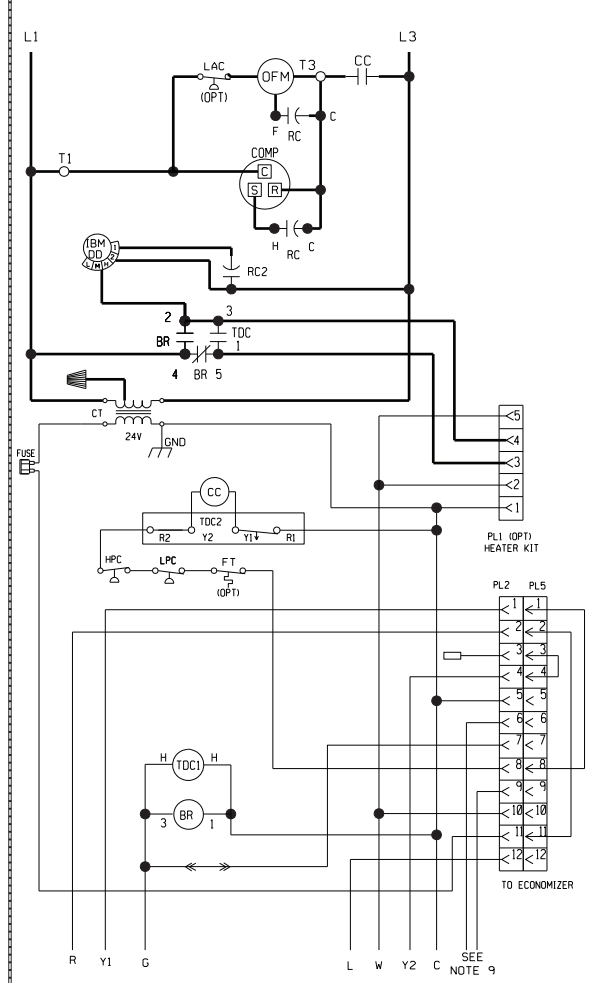 L1
L3
LAC
(OPT)
OFM
T3
CC
F
RC
C
T1
COMP
C
S
R
H
RC
C
IBM
DD
1
2
H
M
L
RC2
2
3
BR
TDC
1
4
BR
5
CT
24V
GND
FUSE
5
4
3
2
1
PL1 (OPT)
HEATER KIT
CC
TDC2
R2
Y2
Y1
R1
HPC
LPC
FT
(OPT)
PL2
PL5
1
1
2
2
3
3
4
4
5
5
6
6
7
7
8
8
9
9
10
10
11
11
12
12
TO ECONOMIZER
H
TDC1
H
3
BR
1
R
Y1
G
L
W
Y2
C
SEE
NOTE 9